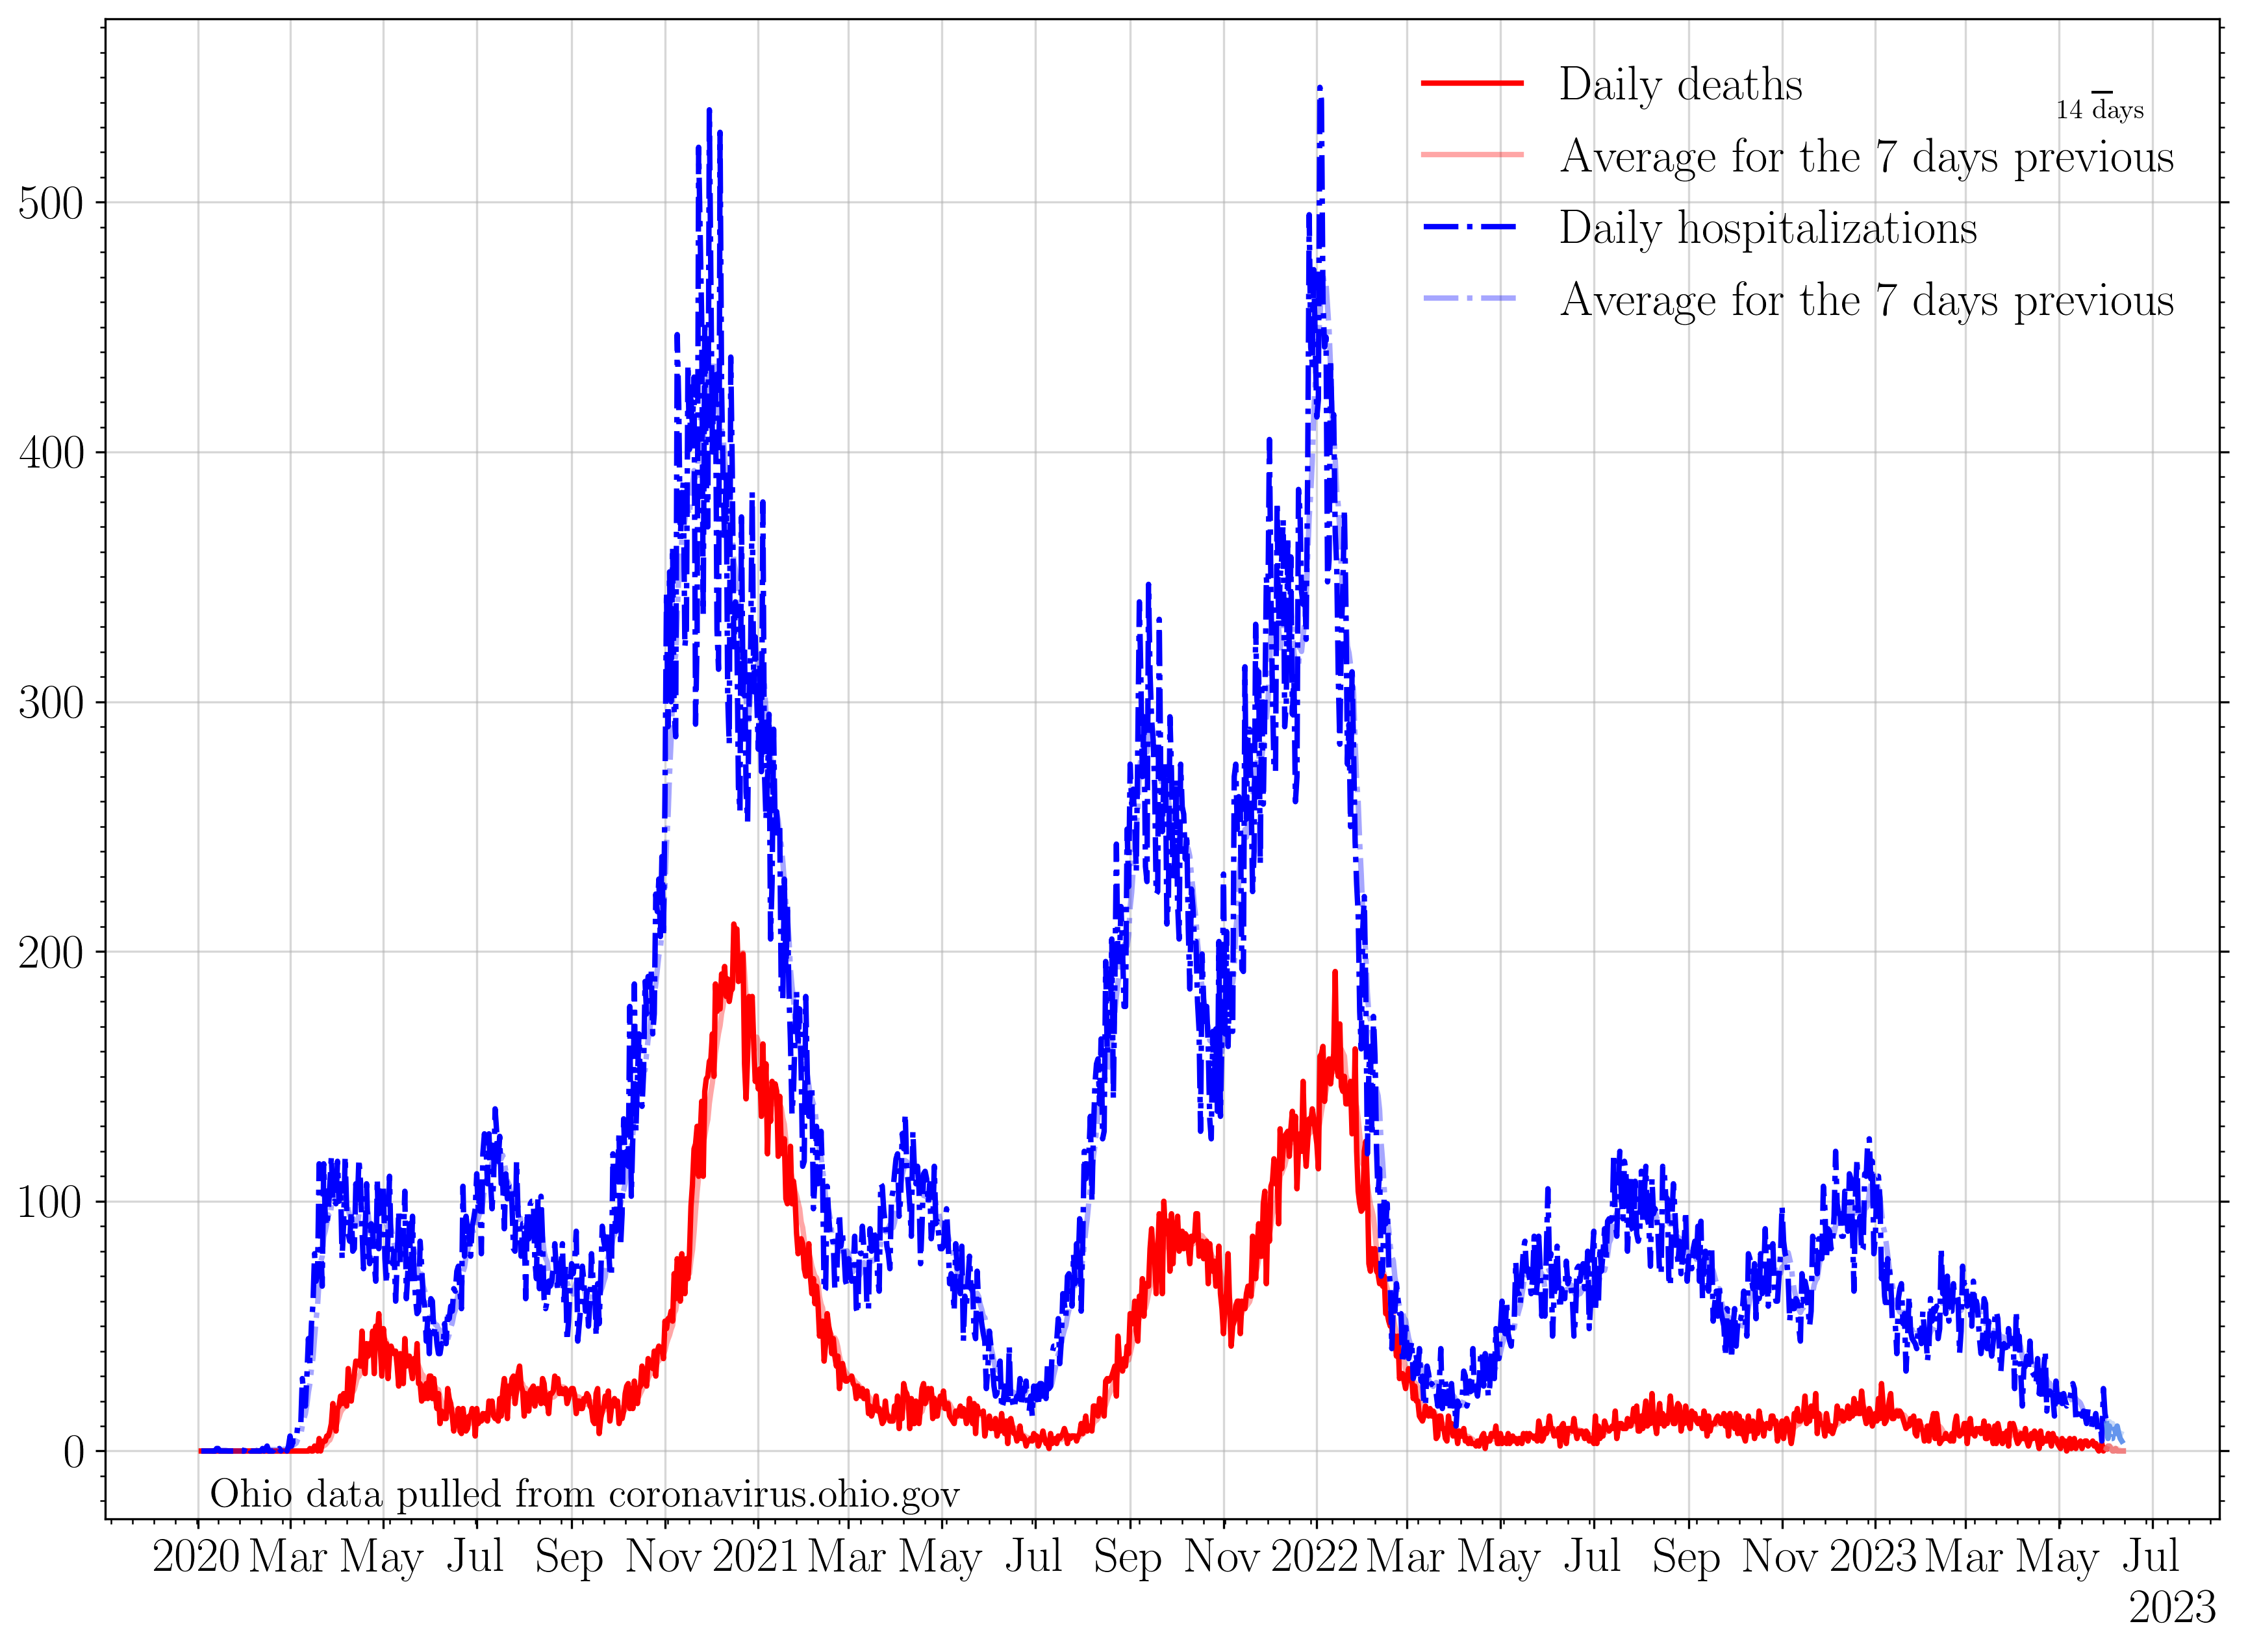 Daily deaths
14 days
Average for the 7 days previous
Daily hospitalizations
Average for the 7 days previous
500
400
300
200
100
0
Ohio data pulled from coronavirus.ohio.gov
2020 Mar May Jul Sep Nov 2021 Mar May Jul Sep Nov 2022 Mar May Jul Sep Nov 2023 Mar May Jul
2023